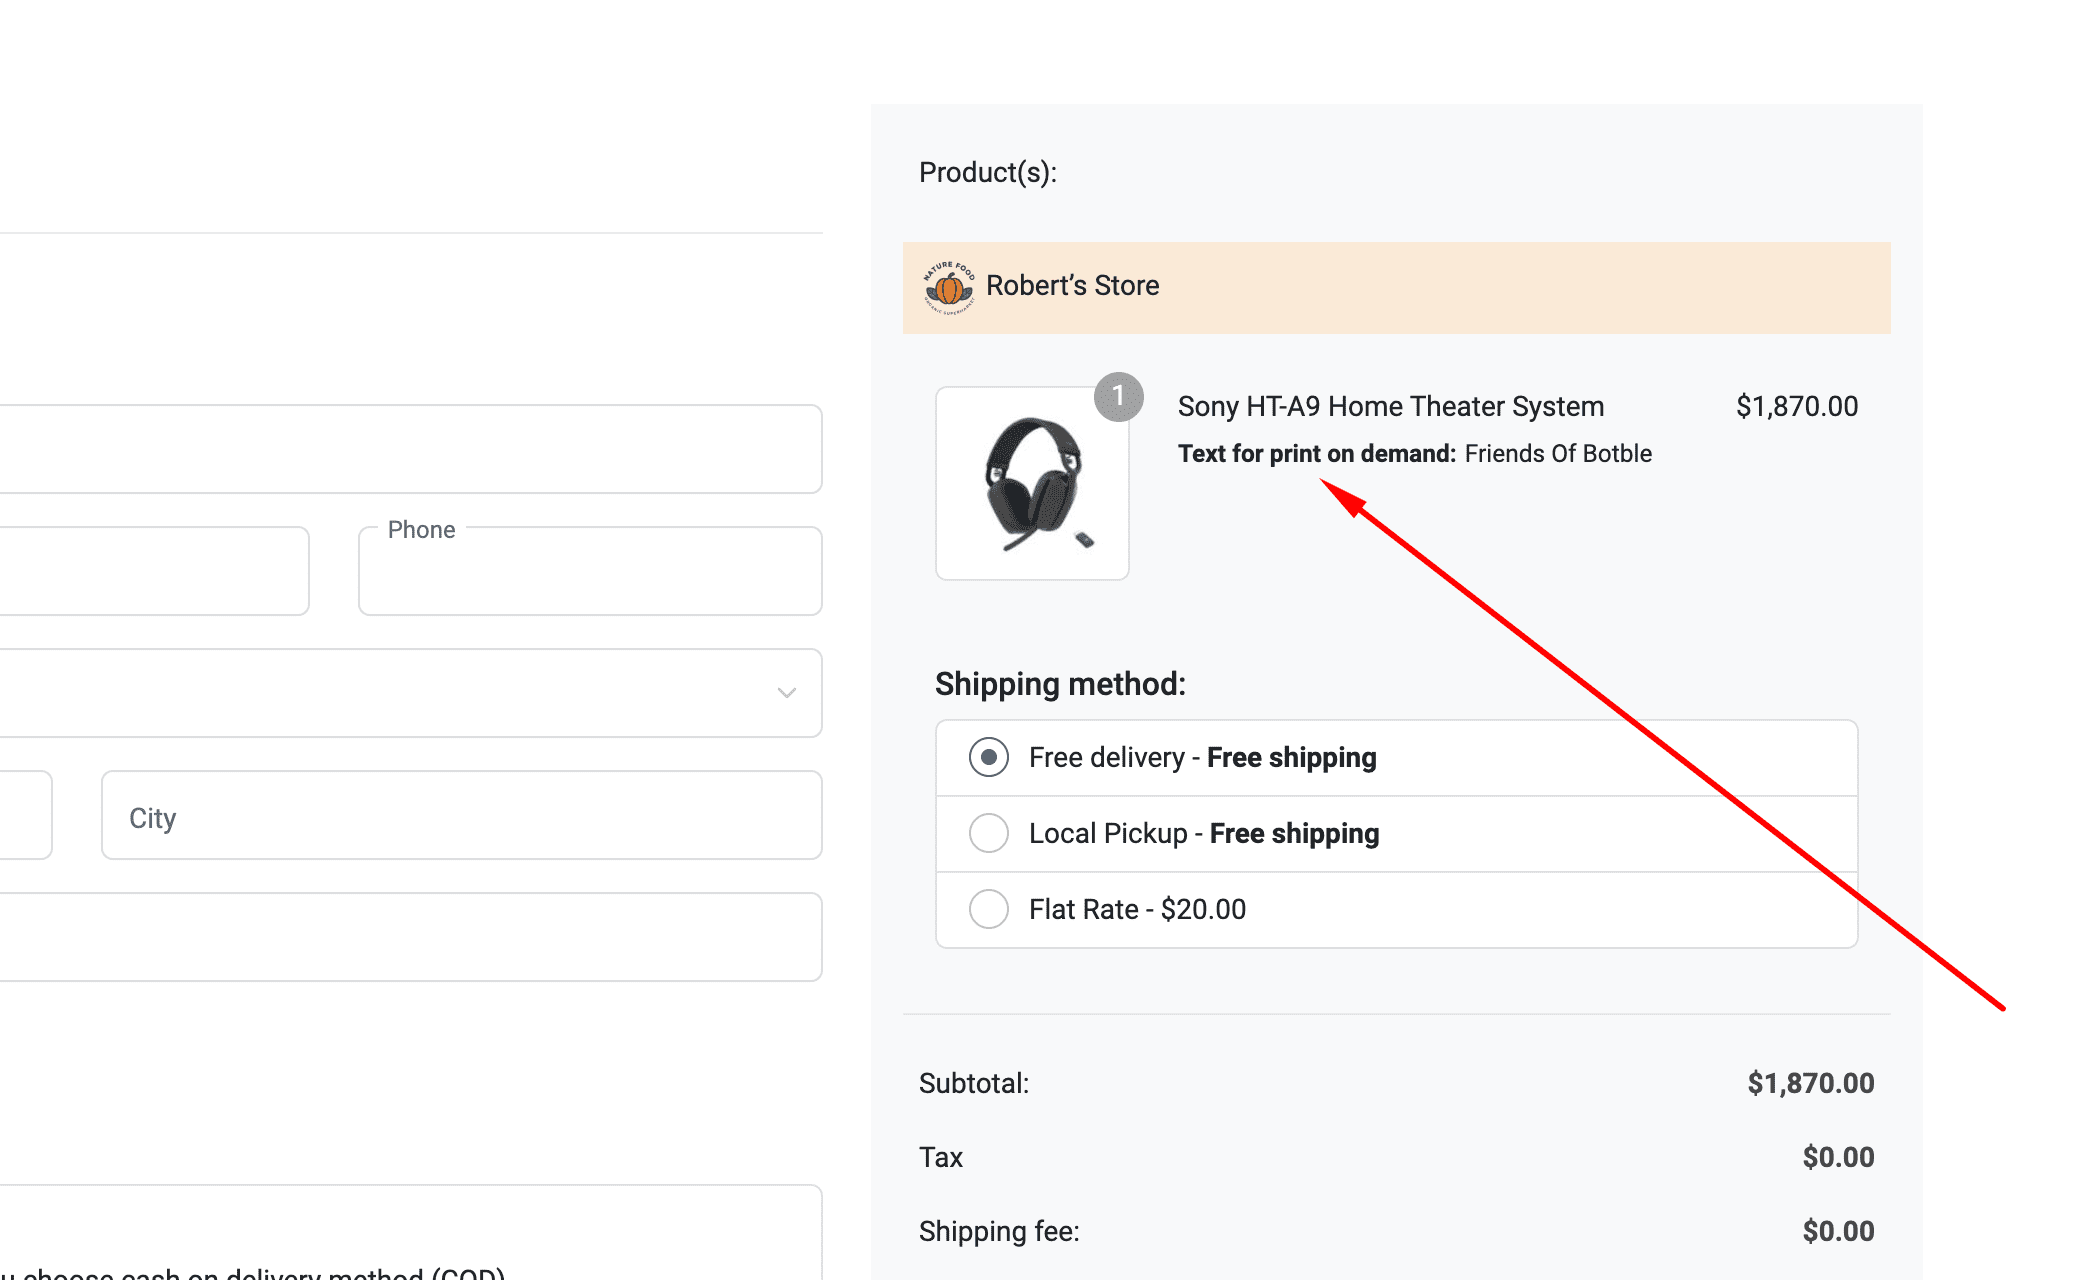 Product(s):
NATURE FOOD
ORGANIC SUPERMARKET
Robert’s Store
1
Sony HT-A9 Home Theater System
$1,870.00
Text for print on demand: Friends Of Botble
Phone
City
Shipping method:
Free delivery - Free shipping
Local Pickup - Free shipping
Flat Rate - $20.00
Subtotal:
$1,870.00
Tax
$0.00
Shipping fee:
$0.00
u choose cash on delivery method (COD)